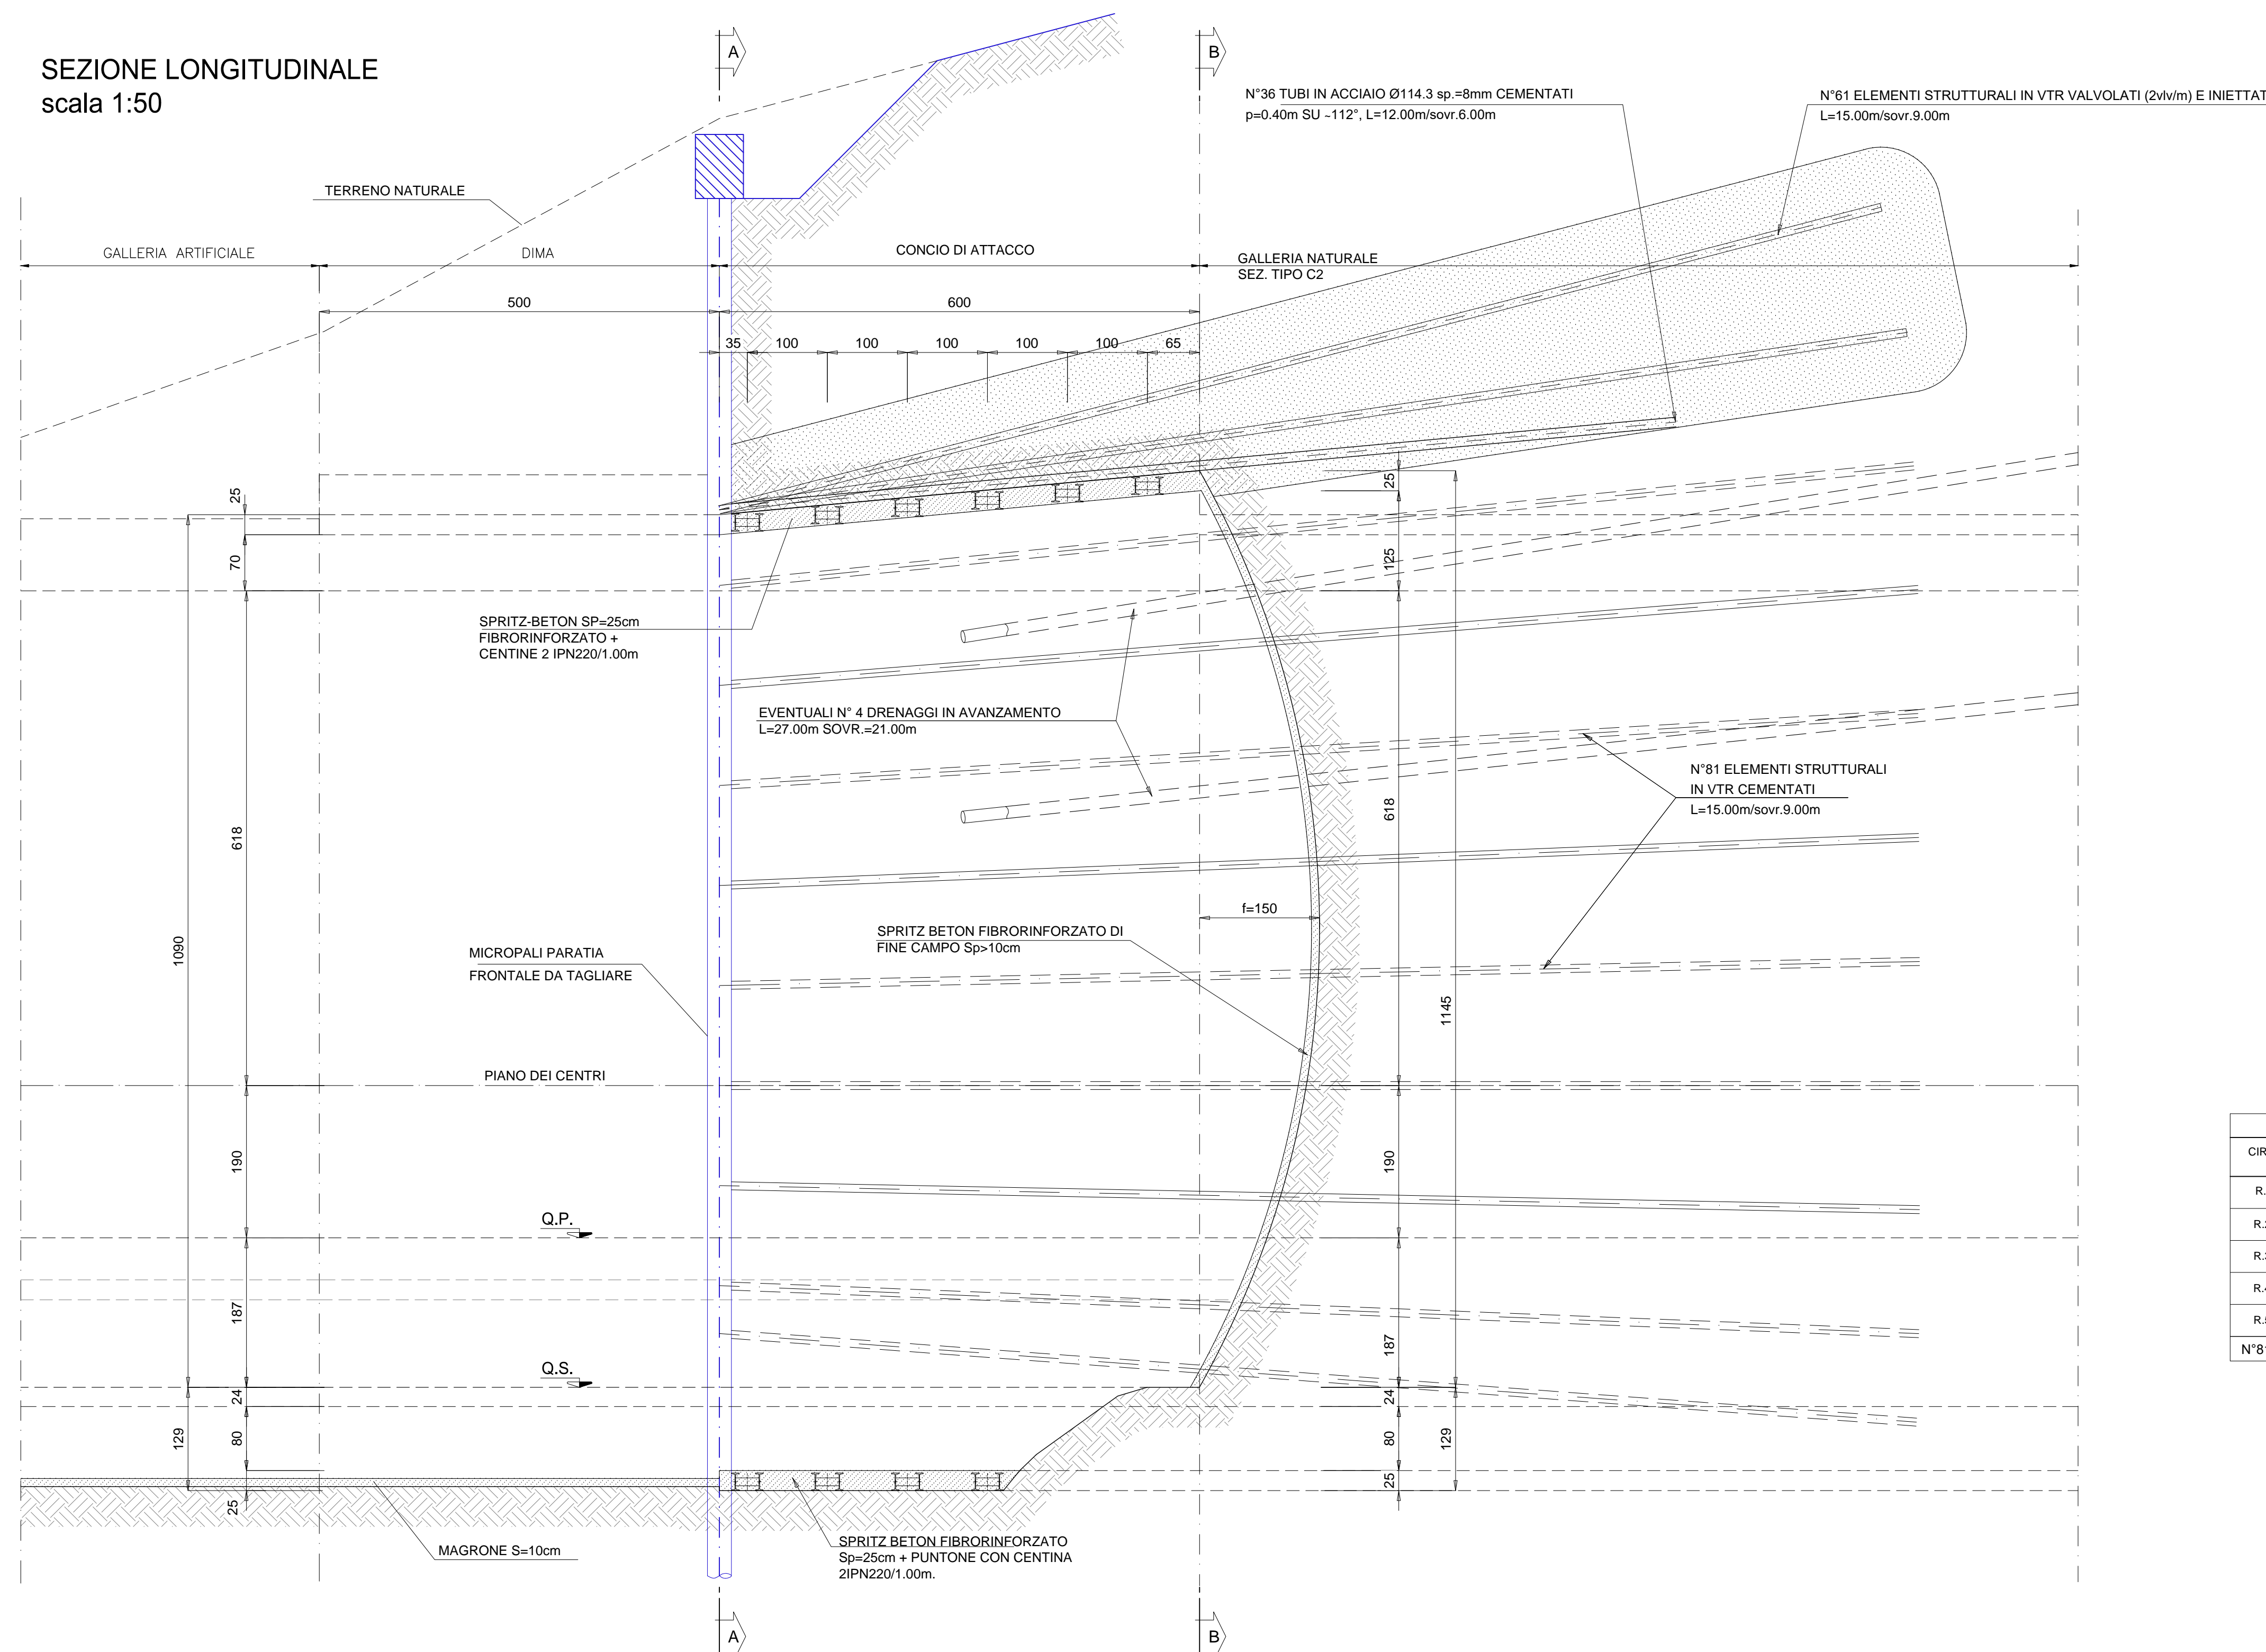 SEZIONE LONGITUDINALE
scala 1:50
A
B
N°36 TUBI IN ACCIAIO Ø114.3 sp.=8mm CEMENTATI
p=0.40m SU ~112°, L=12.00m/sovr.6.00m
N°61 ELEMENTI STRUTTURALI IN VTR VALVOLATI (2vlv/m) E INIETTAT
L=15.00m/sovr.9.00m
TERRENO NATURALE
GALLERIA ARTIFICIALE
DIMA
CONCIO DI ATTACCO
GALLERIA NATURALE
SEZ. TIPO C2
500
600
35
100
100
100
100
100
65
25
70
618
1090
190
187
24
80
129
25
25
125
618
1145
190
187
24
80
129
25
SPRITZ-BETON SP=25cm
FIBRORINFORZATO +
CENTINE 2 IPN220/1.00m
EVENTUALI N° 4 DRENAGGI IN AVANZAMENTO
L=27.00m SOVR.=21.00m
N°81 ELEMENTI STRUTTURALI
IN VTR CEMENTATI
L=15.00m/sovr.9.00m
f=150
SPRITZ BETON FIBRORINFORZATO DI
FINE CAMPO Sp>10cm
MICROPALI PARATIA
FRONTALE DA TAGLIARE
PIANO DEI CENTRI
Q.P.
Q.S.
MAGRONE S=10cm
SPRITZ BETON FIBRORINFORZATO
Sp=25cm + PUNTONE CON CENTINA
2IPN220/1.00m.
A
B
CIR
R.
R.
R.
R.
R.
N°8